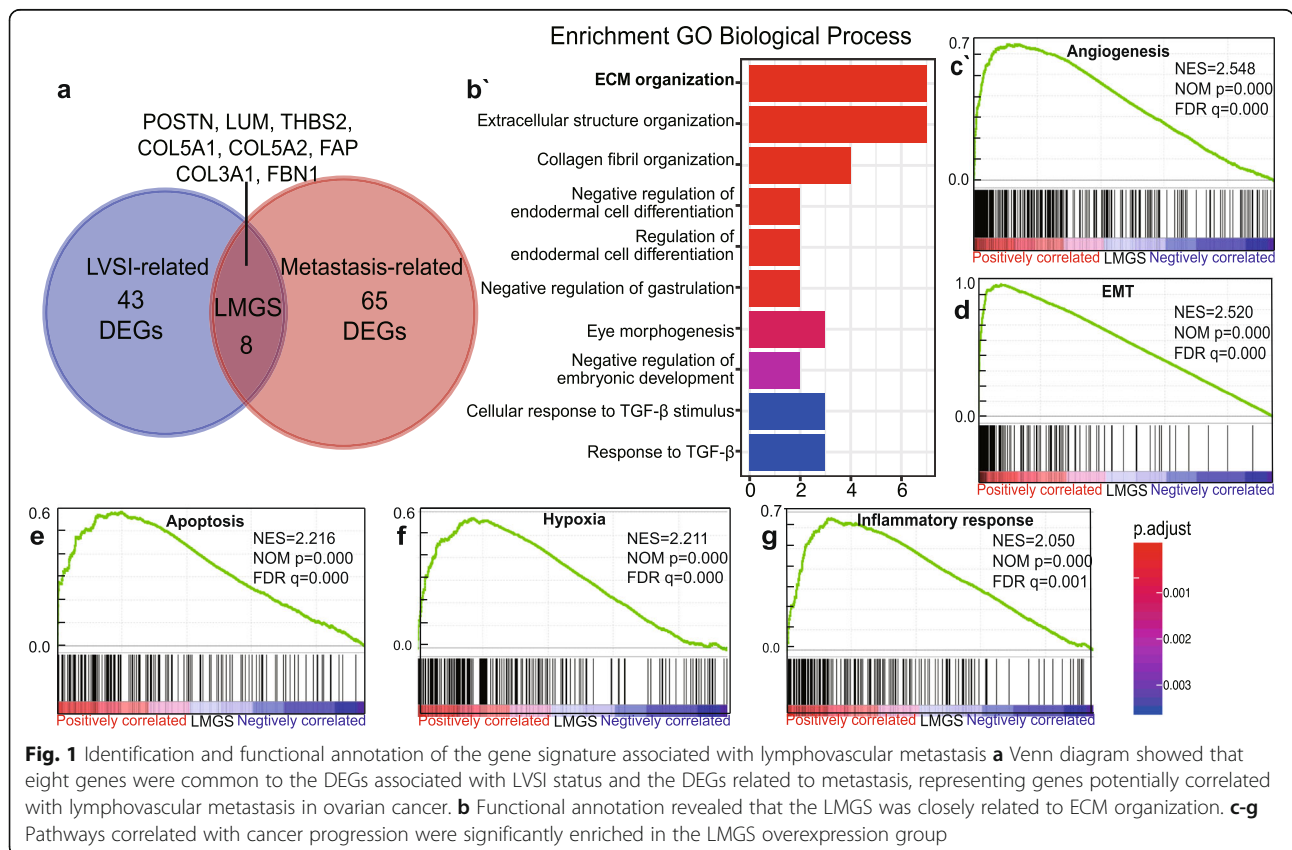 a
POSTN, LUM, THBS2,
COL5A1, COL5A2, FAP
COL3A1, FBN1
LVSI-related
43
DEGs
LMGS
8
Metastasis-related
65
DEGs
Enrichment GO Biological Process
b`
ECM organization
Extracellular structure organization
Collagen fibril organization
Negative regulation of
endodermal cell differentiation
Regulation of
endodermal cell differentiation
Negative regulation of gastrulation
Eye morphogenesis
Negative regulation of
embryonic development
Cellular response to TGF-β stimulus
Response to TGF-β
0 2 4 6
c`
0.7
Angiogenesis
NES=2.548
NOM p=0.000
FDR q=0.000
0.0
Positively correlated LMGS Negtively correlated
d
1.0
EMT
NES=2.520
NOM p=0.000
FDR q=0.000
0.0
Positively correlated LMGS Negtively correlated
e
0.6
Apoptosis
NES=2.216
NOM p=0.000
FDR q=0.000
0.0
Positively correlated LMGS Negtively correlated
f
0.6
Hypoxia
NES=2.211
NOM p=0.000
FDR q=0.000
0.0
Positively correlated LMGS Negtively correlated
g
0.7
Inflammatory response
NES=2.050
NOM p=0.000
FDR q=0.001
0.0
Positively correlated LMGS Negtively correlated
p.adjust
0.001
0.002
0.003
Fig. 1 Identification and functional annotation of the gene signature associated with lymphovascular metastasis a Venn diagram showed that
eight genes were common to the DEGs associated with LVSI status and the DEGs related to metastasis, representing genes potentially correlated
with lymphovascular metastasis in ovarian cancer. b Functional annotation revealed that the LMGS was closely related to ECM organization. c-g
Pathways correlated with cancer progression were significantly enriched in the LMGS overexpression group